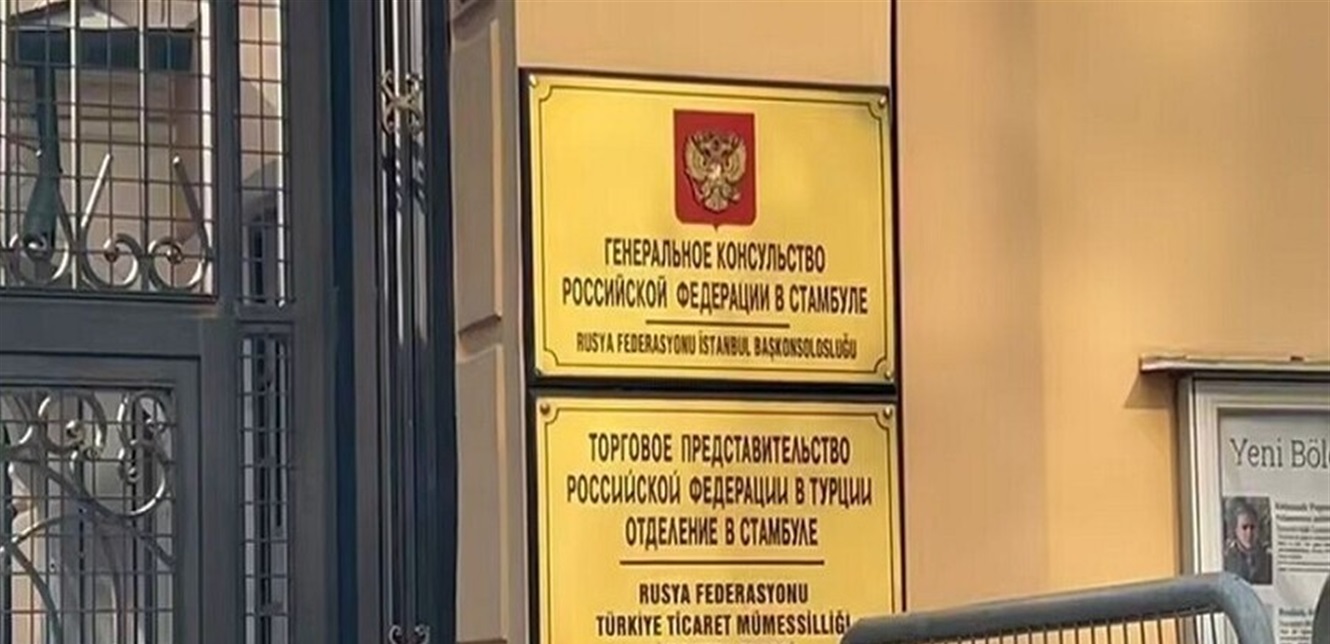 ГЕНЕРАЛЬНОЕ КОНСУЛЬСТВО
РОССИЙСКОЙ ФЕДЕРАЦИИ В СТАМБУЛЕ
RUSYA FEDERASYONU İSTANBUL BAŞKONSOLOSLUĞU
ТОРГОВОЕ ПРЕДСТАВИТЕЛЬСТВО
РОССИЙСКОЙ ФЕДЕРАЦИИ В ТУРЦИИ
ОТДЕЛЕНИЕ В СТАМБУЛЕ
RUSYA FEDERASYONU
TÜRKİYE TİCARET MÜMESSİLLİĞİ
Yeni